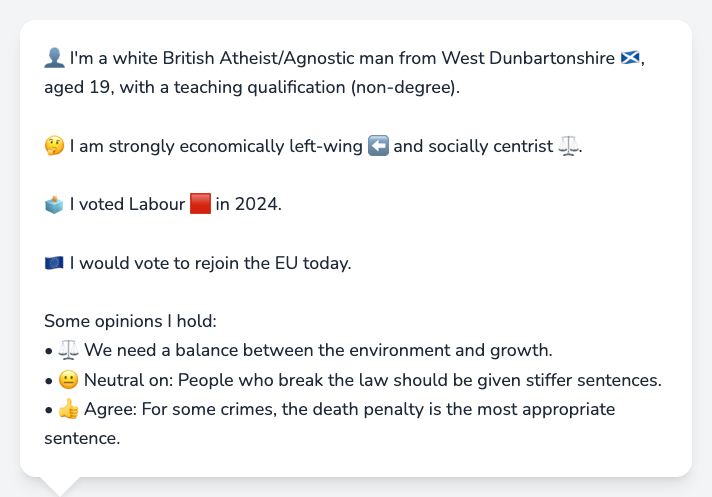 👤 I'm a white British Atheist/Agnostic man from West Dunbartonshire 🏴󠁧󠁢󠁳󠁣󠁴󠁿,
aged 19, with a teaching qualification (non-degree).
🤔 I am strongly economically left-wing ⬅️ and socially centrist ⚖️.
🗳️ I voted Labour 🟥 in 2024.
🇪🇺 I would vote to rejoin the EU today.
Some opinions I hold:
• ⚖️ We need a balance between the environment and growth.
• 😐 Neutral on: People who break the law should be given stiffer sentences.
• 👍 Agree: For some crimes, the death penalty is the most appropriate
sentence.